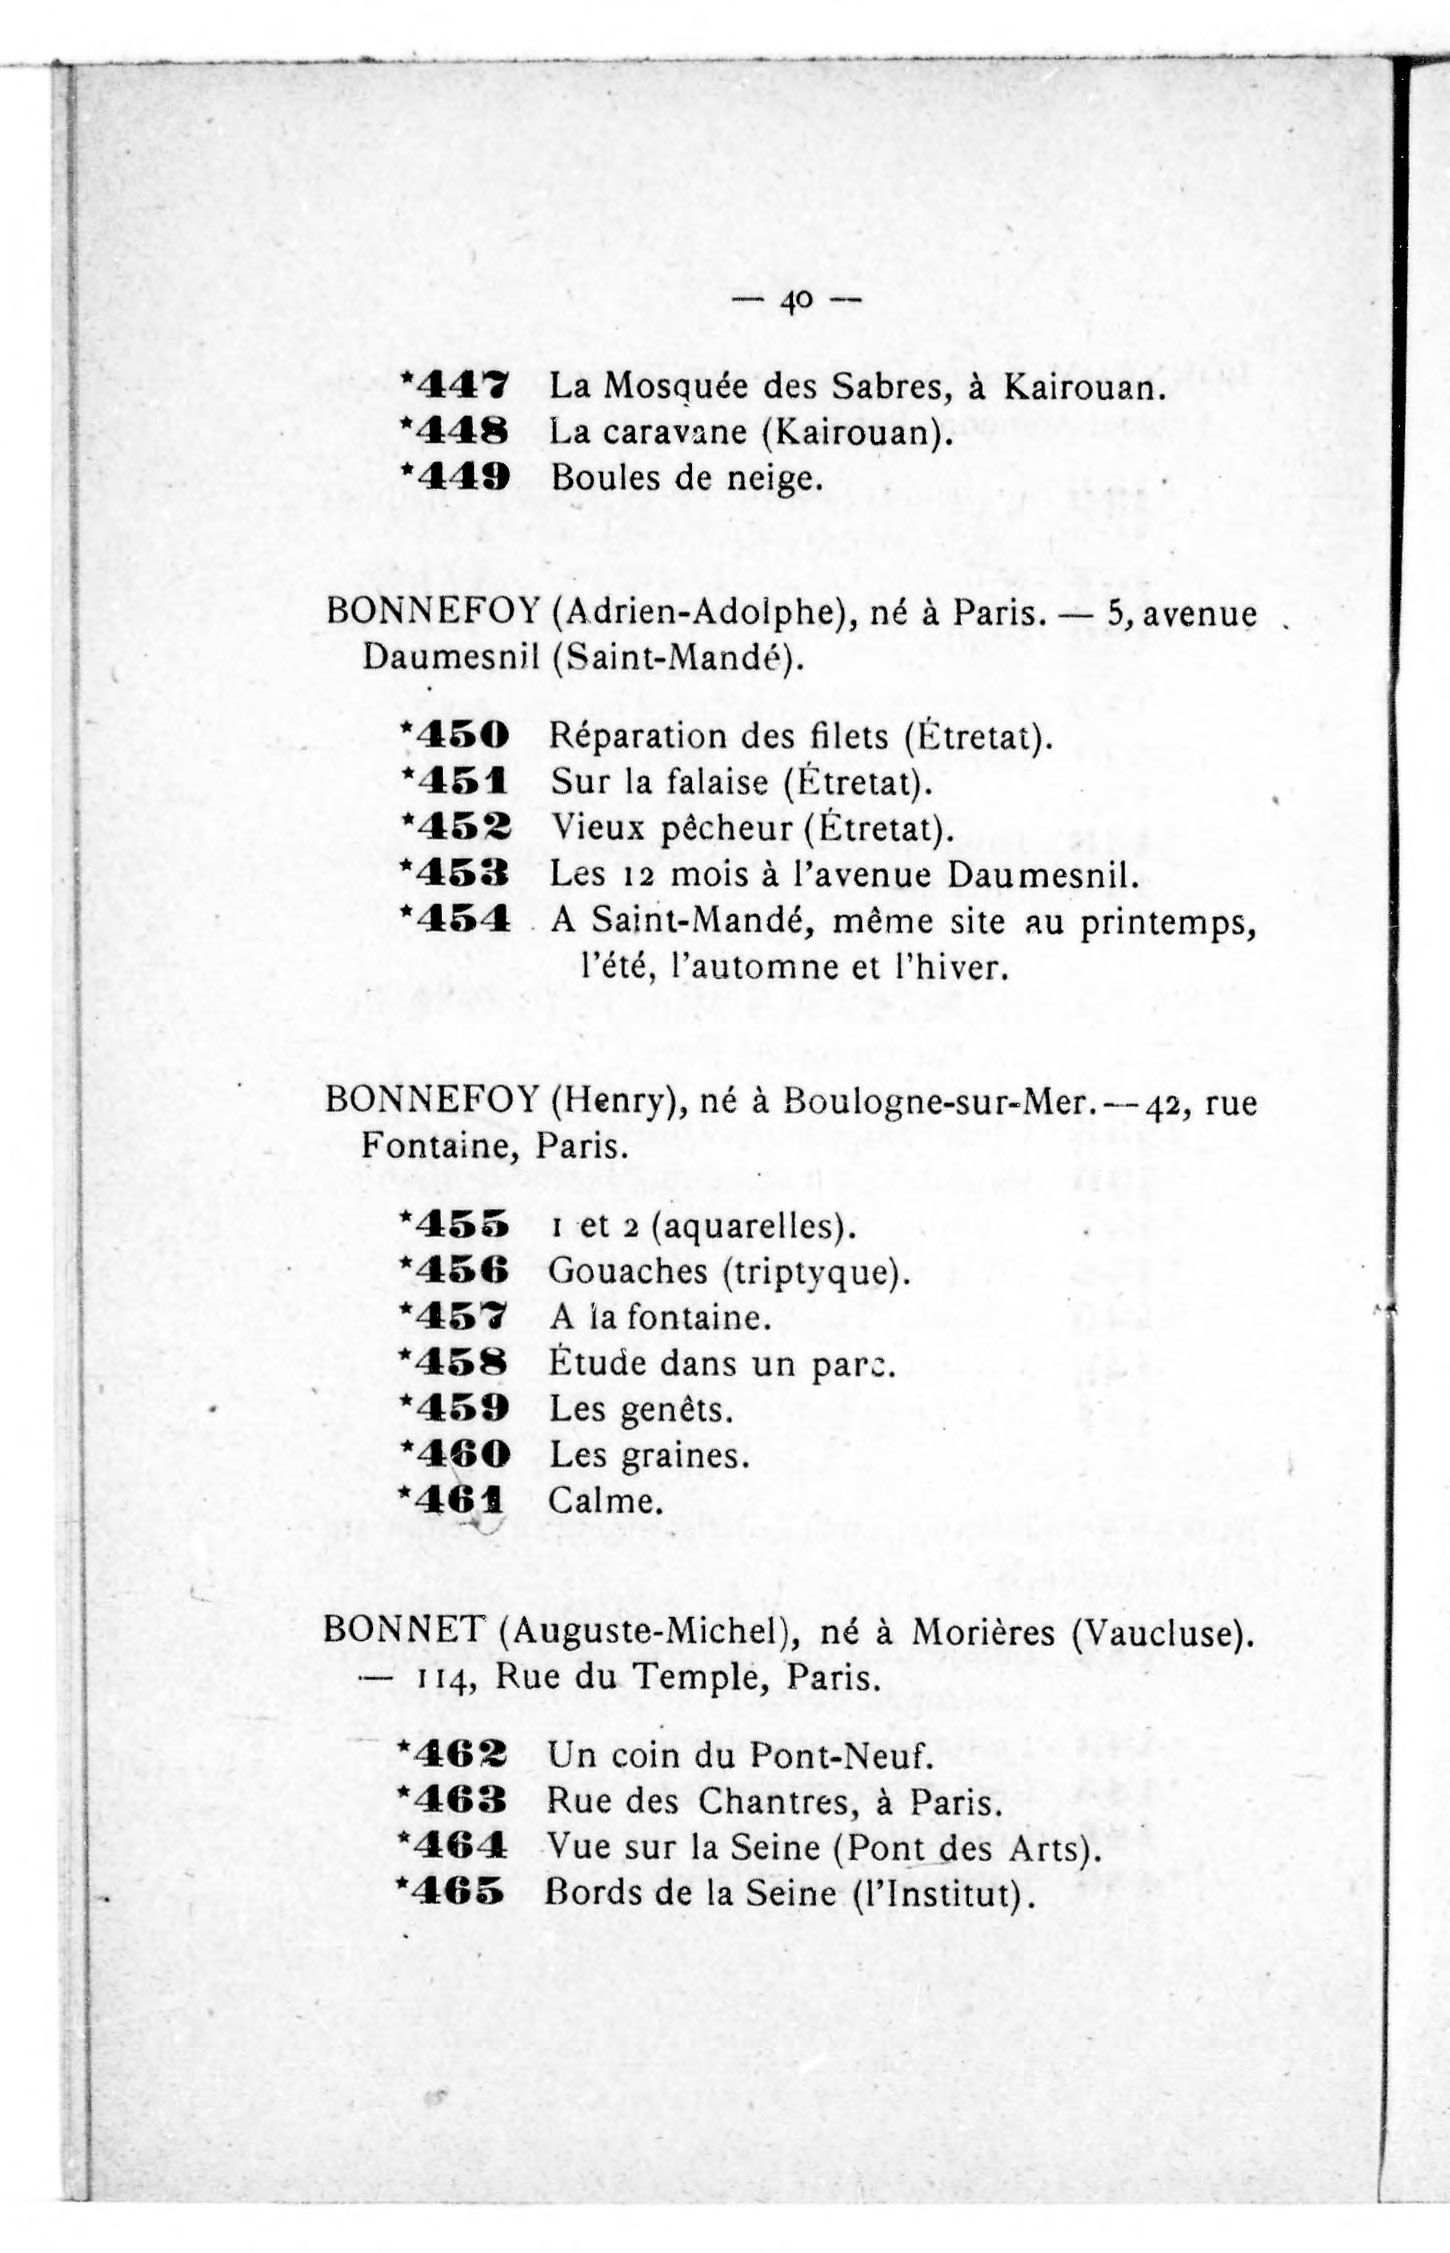 — 40 —
*447 La Mosquée des Sabres, à Kairouan.
*448 La caravane (Kairouan).
*449 Boules de neige.
BONNEFOY (Adrien-Adolphe), né à Paris. — 5, avenue
Daumesnil (Saint-Mandé).
*450 Réparation des filets (Étretat).
*451 Sur la falaise (Étretat).
*452 Vieux pêcheur (Étretat).
*453 Les 12 mois à l'avenue Daumesnil.
*454 A Saint-Mandé, même site au printemps,
l'été, l'automne et l'hiver.
BONNEFOY (Henry), né à Boulogne-sur-Mer. — 42, rue
Fontaine, Paris.
*455 1 et 2 (aquarelles).
*456 Gouaches (triptyque).
*457 A la fontaine.
*458 Étude dans un parc.
*459 Les genêts.
*460 Les graines.
*461 Calme.
BONNET (Auguste-Michel), né à Morières (Vaucluse).
— 114, Rue du Temple, Paris.
*462 Un coin du Pont-Neuf.
*463 Rue des Chantres, à Paris.
*464 Vue sur la Seine (Pont des Arts).
*465 Bords de la Seine (l'Institut).